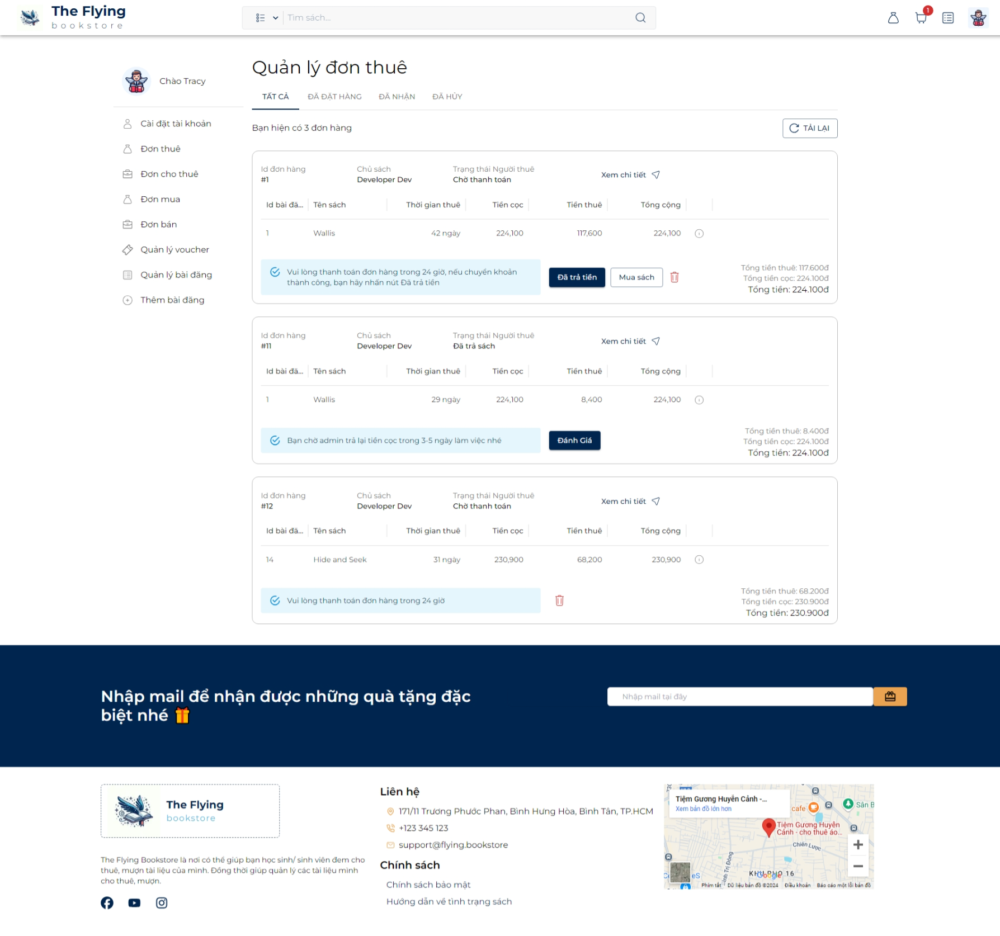 The Flying
bookstore
Tìm sách...
1
Chào Tracy
Cài đặt tài khoản
Đơn thuê
Đơn cho thuê
Đơn mua
Đơn bán
Quản lý voucher
Quản lý bài đăng
Thêm bài đăng
Quản lý đơn thuê
TẤT CẢ ĐÃ ĐẶT HÀNG ĐÃ NHẬN ĐÃ HỦY
Bạn hiện có 3 đơn hàng
TẢI LẠI
Id đơn hàng Chủ sách Trạng thái Người thuê
#1 Developer Dev Chờ thanh toán
Xem chi tiết
Id bài đă... Tên sách Thời gian thuê Tiền cọc Tiền thuê Tổng cộng
1 Wallis 42 ngày 224,100 117,600 224,100
Vui lòng thanh toán đơn hàng trong 24 giờ, nếu chuyển khoản
thành công, bạn hãy nhấn nút Đã trả tiền
Đã trả tiền Mua sách
Tổng tiền thuê: 117.600đ
Tổng tiền cọc: 224.100đ
Tổng tiền: 224.100đ
Id đơn hàng Chủ sách Trạng thái Người thuê
#11 Developer Dev Đã trả sách
Xem chi tiết
Id bài đă... Tên sách Thời gian thuê Tiền cọc Tiền thuê Tổng cộng
1 Wallis 29 ngày 224,100 8,400 224,100
Bạn chờ admin trả lại tiền cọc trong 3-5 ngày làm việc nhé
Đánh Giá
Tổng tiền thuê: 8.400đ
Tổng tiền cọc: 224.100đ
Tổng tiền: 224.100đ
Id đơn hàng Chủ sách Trạng thái Người thuê
#12 Developer Dev Chờ thanh toán
Xem chi tiết
Id bài đă... Tên sách Thời gian thuê Tiền cọc Tiền thuê Tổng cộng
14 Hide and Seek 31 ngày 230,900 68,200 230,900
Vui lòng thanh toán đơn hàng trong 24 giờ
Tổng tiền thuê: 68.200đ
Tổng tiền cọc: 230.900đ
Tổng tiền: 230.900đ
Nhập mail để nhận được những quà tặng đặc
biệt nhé
Nhập mail tại đây
The Flying
bookstore
The Flying Bookstore là nơi có thể giúp bạn học sinh/ sinh viên đem cho
thuê, mượn tài liệu của mình. Đồng thời giúp quản lý các tài liệu mình
cho thuê, mượn.
Liên hệ
171/11 Trương Phước Phan, Bình Hưng Hòa, Bình Tân, TP.HCM
+123 345 123
support@flying.bookstore
Chính sách
Chính sách bảo mật
Hướng dẫn về tình trạng sách
Tiệm Gương Huyền Cảnh -...
Xem bản đồ lớn hơn
cafe
Sân B
Tiệm Gương Huyền
Cảnh - cho thuê áo...
Chiến Lược
KHU PHO 16
Google
Phím tắt Dữ liệu bản đồ ©2024 Điều khoản Báo cáo một lỗi bản đồ